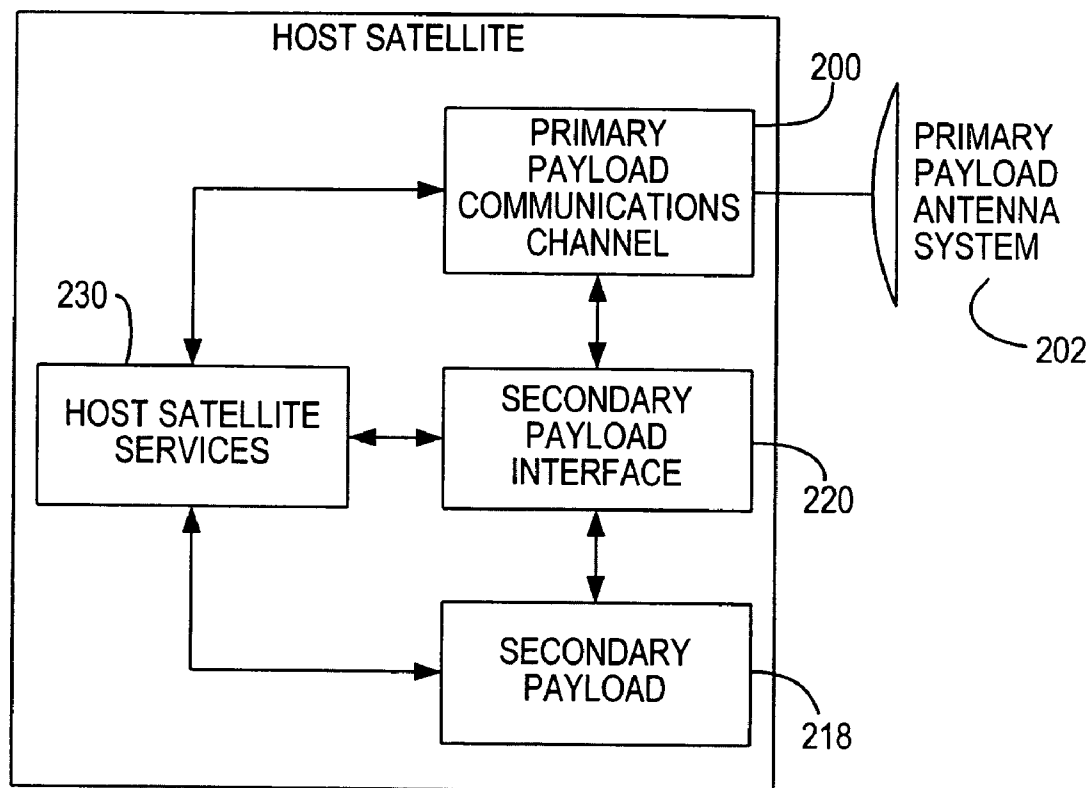 HOST SATELLITE
200
PRIMARY
PAYLOAD
COMMUNICATIONS
CHANNEL
PRIMARY
PAYLOAD
ANTENNA
SYSTEM
202
230
HOST SATELLITE
SERVICES
SECONDARY
PAYLOAD
INTERFACE
220
SECONDARY
PAYLOAD
218